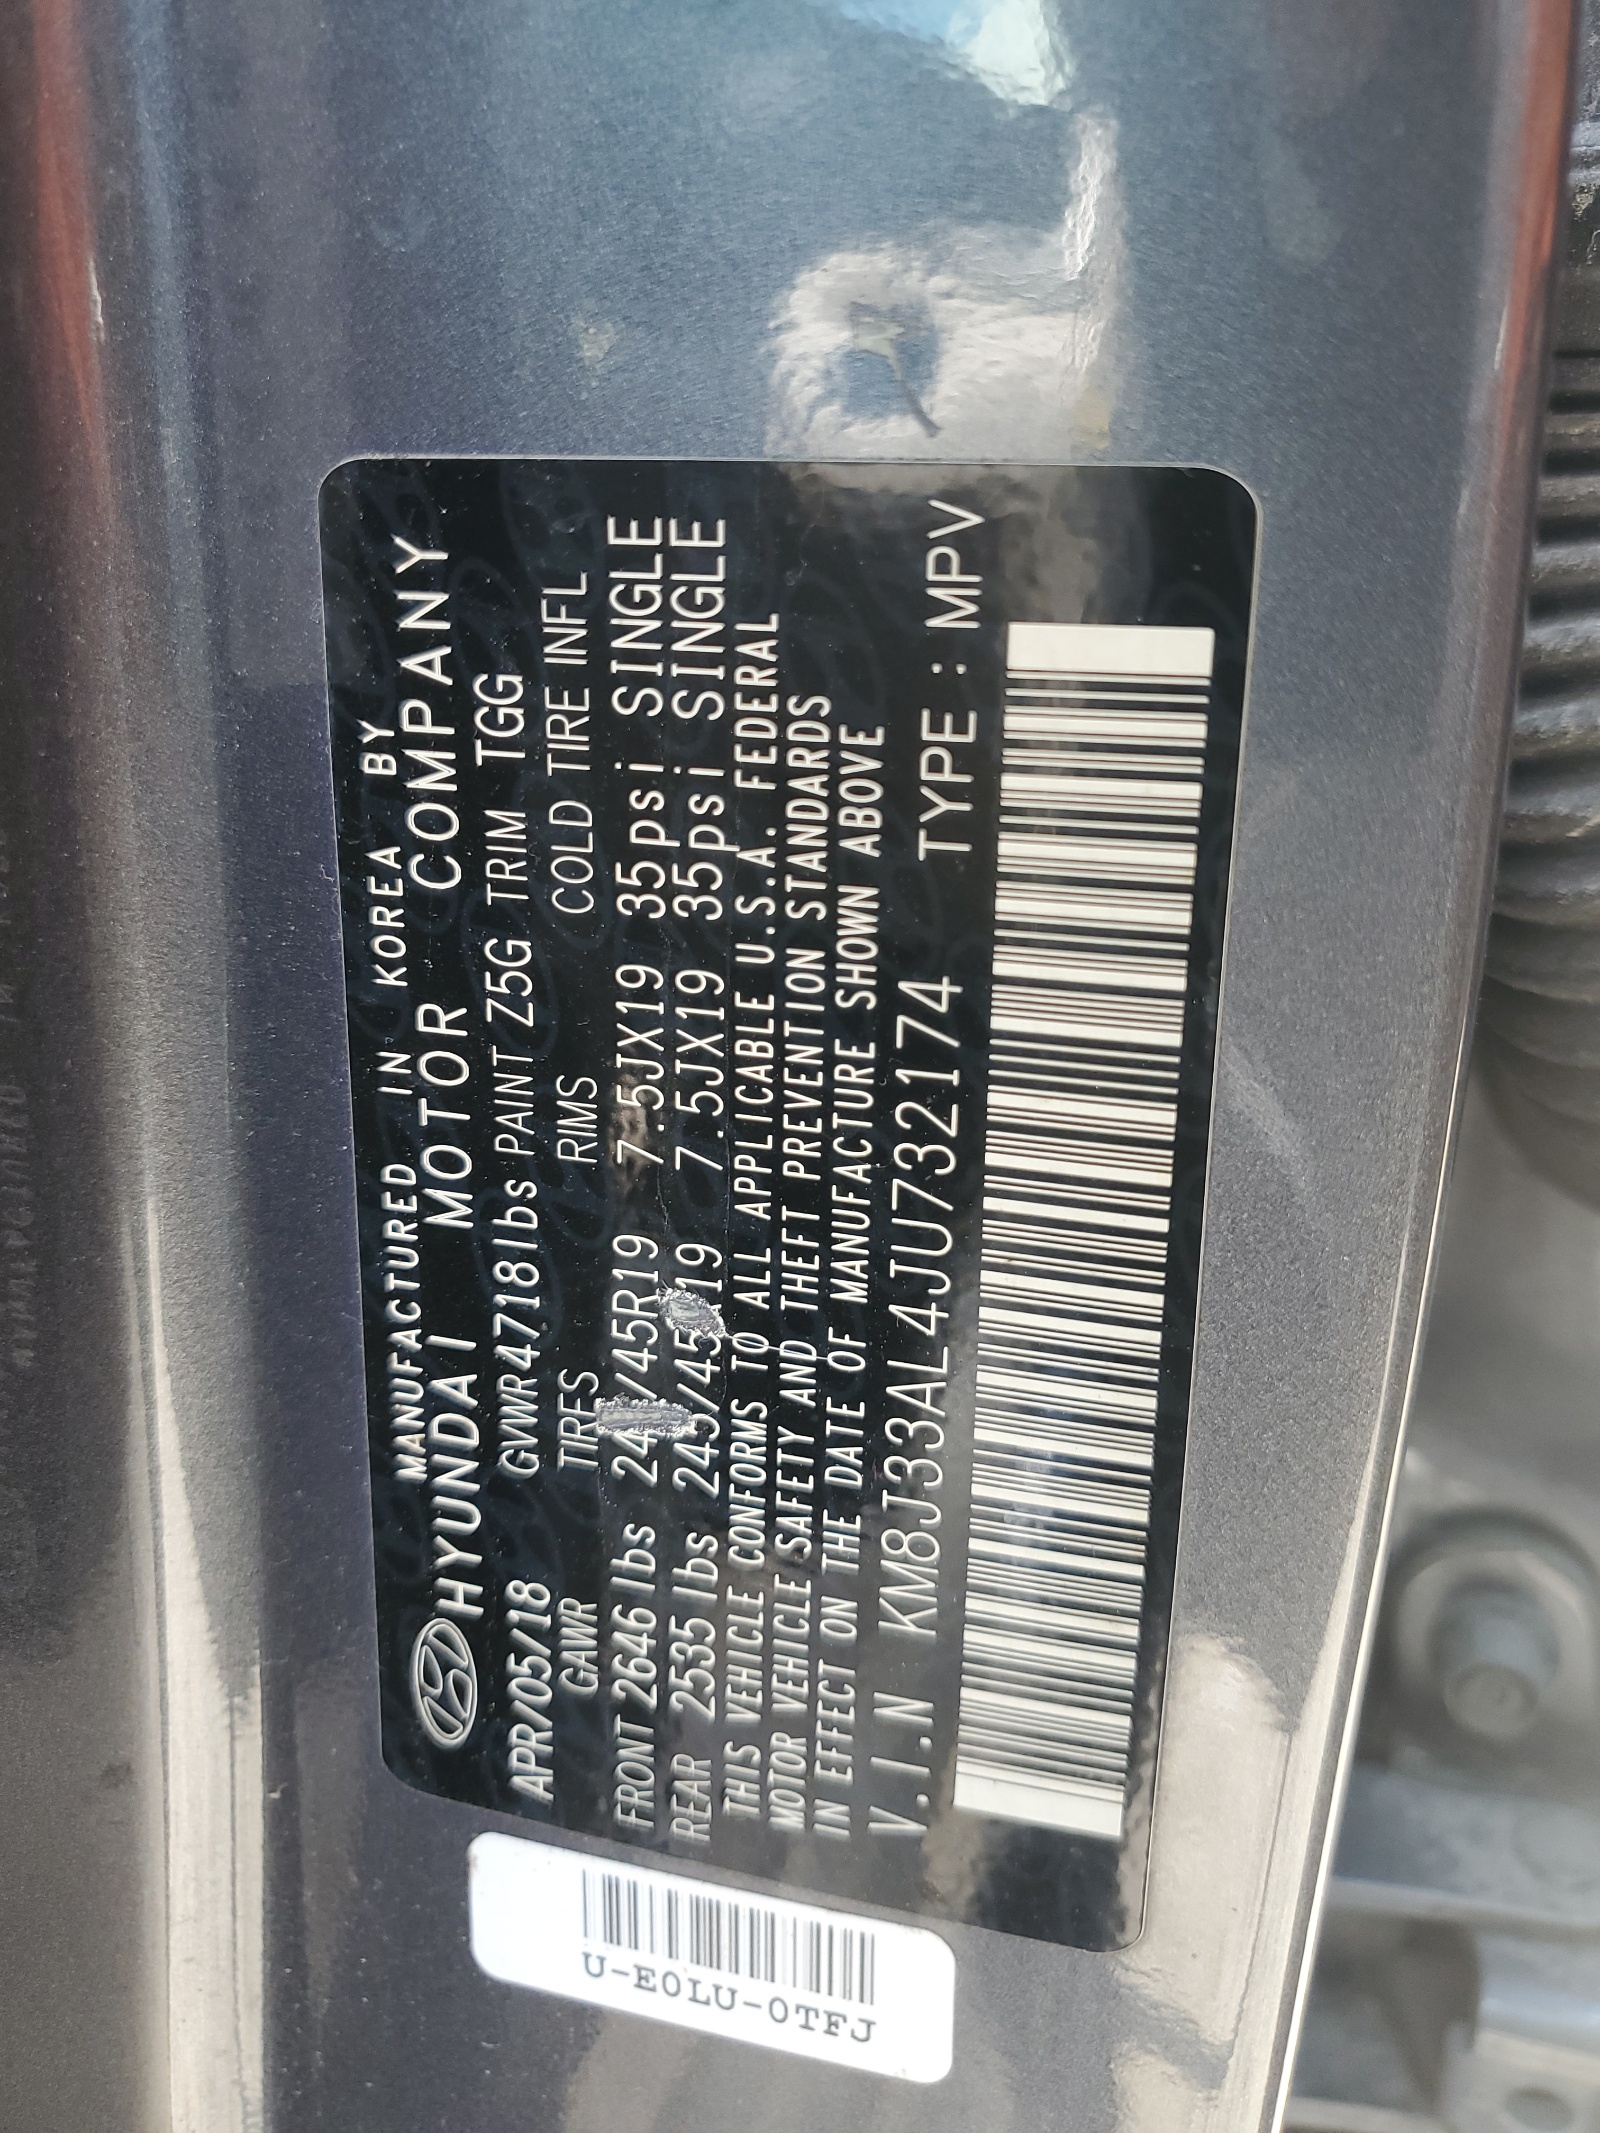 MANUFACTURED IN KOREA BY
HYUNDAI MOTOR COMPANY
APR/05/18 GVWR4718lbs PAINT Z5G TRIM TGG
GAWR TIRES RIMS COLD TIRE INFL
FRONT 2646lbs 7.5JX19 35psi SINGLE
REAR 2535lbs 7.5JX19 35psi SINGLE
THIS VEHICLE CONFORMS TO ALL APPLICABLE U.S.A. FEDERAL
MOTOR VEHICLE SAFETY AND THEFT PREVENTION STANDARDS
IN EFFECT ON THE DATE OF MANUFACTURE SHOWN ABOVE
V.I.N KM8J33AL4JU732174 TYPE : MPV
U-E0LU-0TFJ